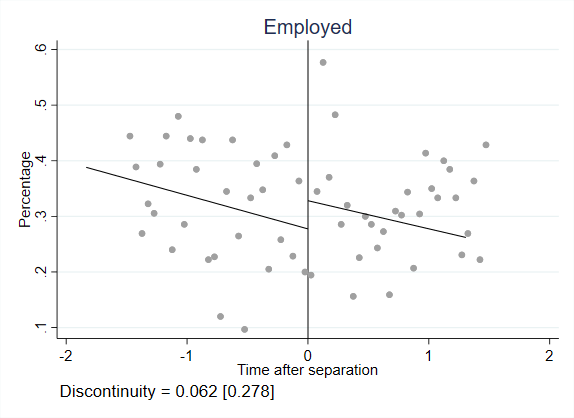 Employed
Percentage
.6
.5
.4
.3
.2
.1
-2 -1 0 1 2
Time after separation
Discontinuity = 0.062 [0.278]